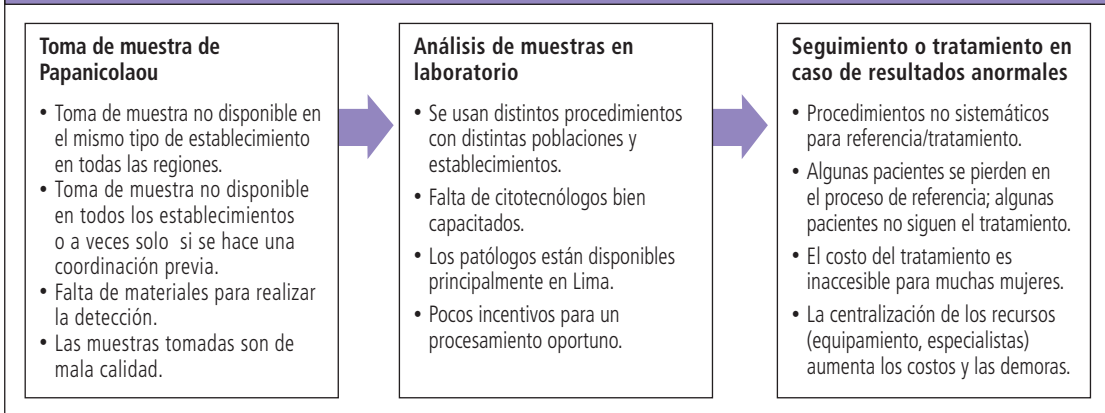 Toma de muestra de
Papanicolaou
• Toma de muestra no disponible en
el mismo tipo de establecimiento
en todas las regiones.
• Toma de muestra no disponible
en todos los establecimientos
o a veces solo si se hace una
coordinación previa.
• Falta de materiales para realizar
la detección.
• Las muestras tomadas son de
mala calidad.
Análisis de muestras en
laboratorio
• Se usan distintos procedimientos
con distintas poblaciones y
establecimientos.
• Falta de citotecnólogos bien
capacitados.
• Los patólogos están disponibles
principalmente en Lima.
• Pocos incentivos para un
procesamiento oportuno.
Seguimiento o tratamiento en
caso de resultados anormales
• Procedimientos no sistemáticos
para referencia/tratamiento.
• Algunas pacientes se pierden en
el proceso de referencia; algunas
pacientes no siguen el tratamiento.
• El costo del tratamiento es
inaccesible para muchas mujeres.
• La centralización de los recursos
(equipamiento, especialistas)
aumenta los costos y las demoras.